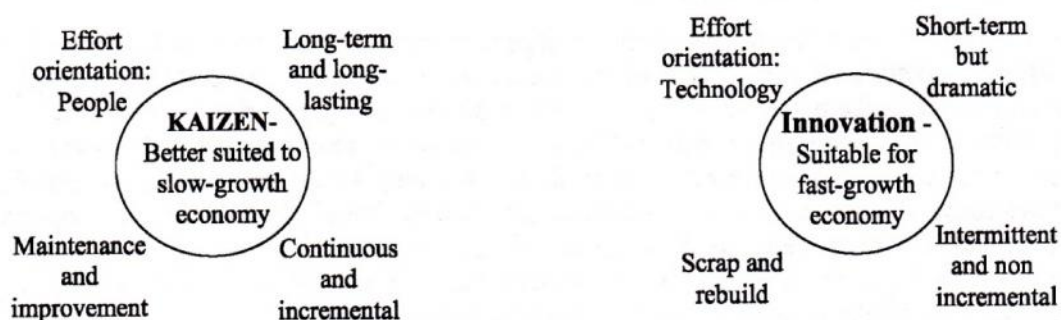 Effort
orientation:
People
Long-term
and long-
lasting
KAIZEN-
Better suited to
slow-growth
economy
Maintenance
and
improvement
Continuous
and
incremental
Effort
orientation:
Technology
Short-term
but
dramatic
Innovation -
Suitable for
fast-growth
economy
Scrap and
rebuild
Intermittent
and non
incremental